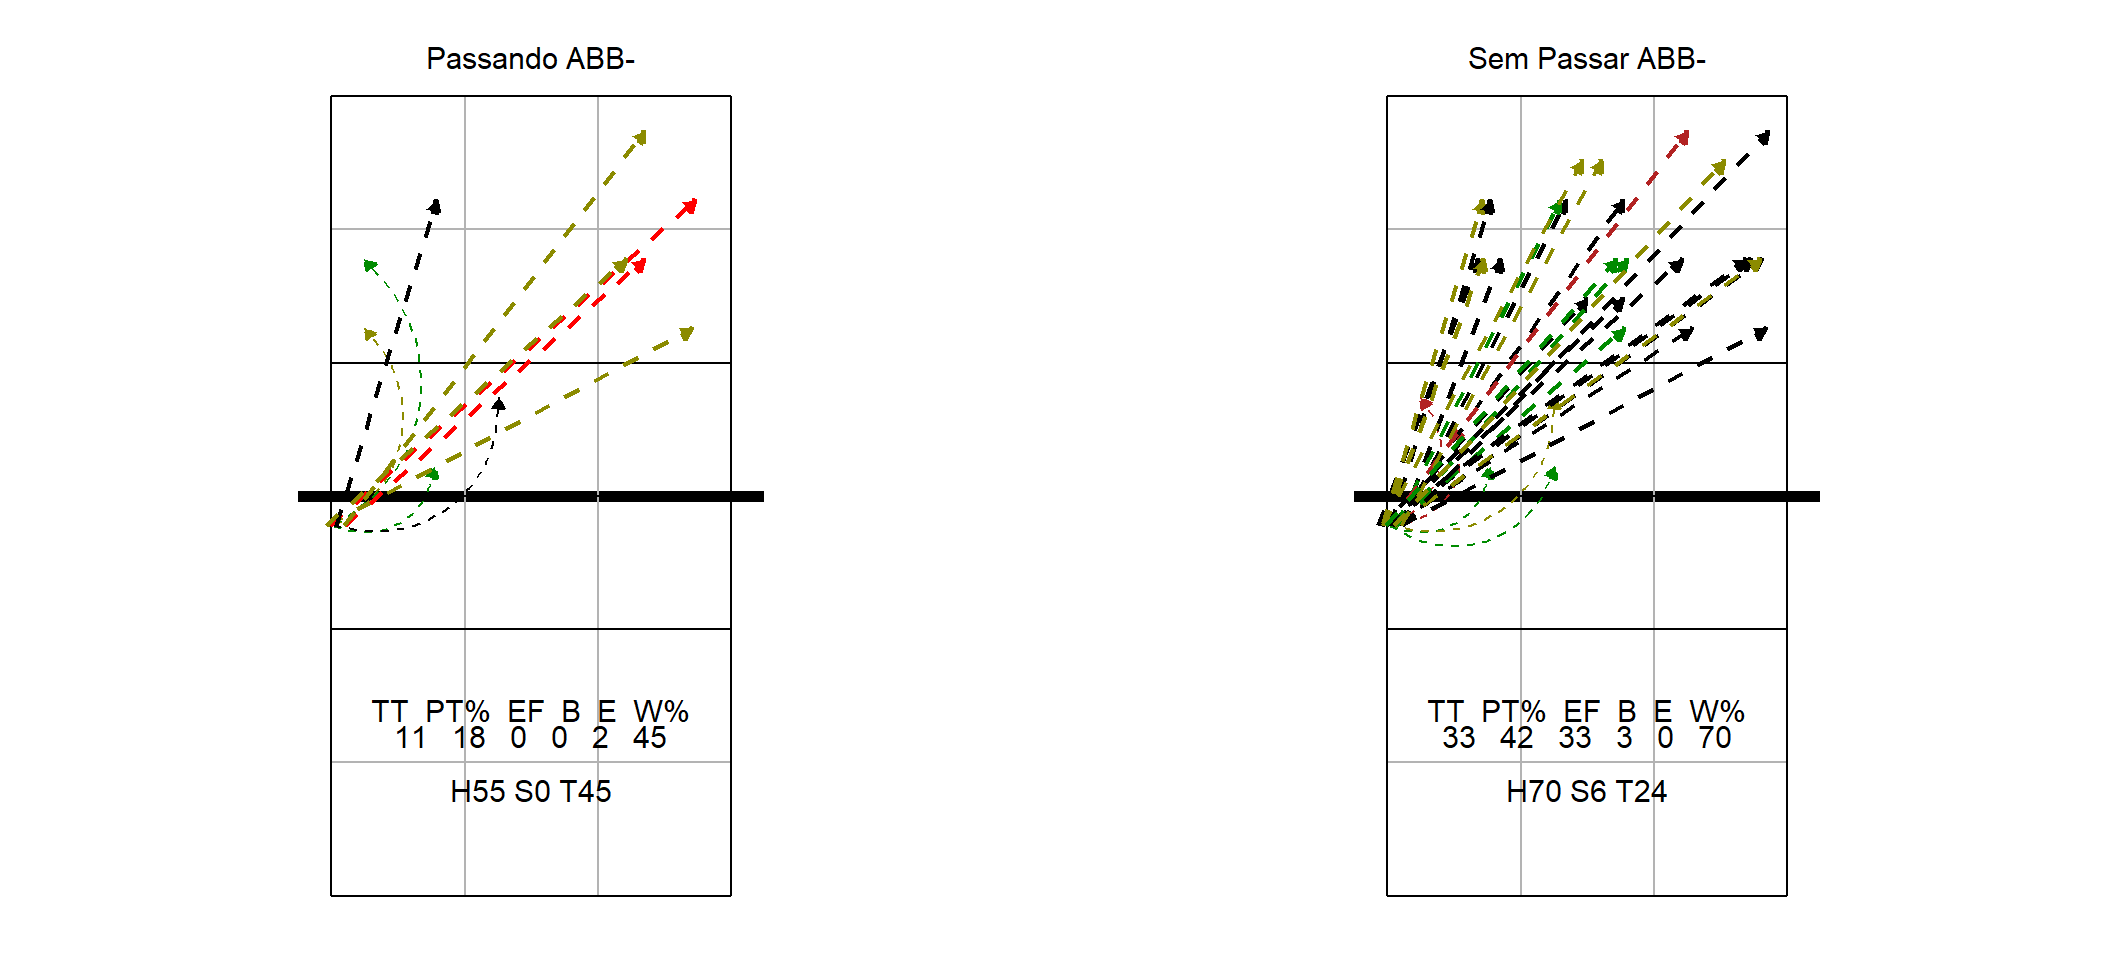 Passando ABB-
TT PT% EF B E W%
11 18 0 0 2 45
H55 S0 T45
Sem Passar ABB-
TT PT% EF B E W%
33 42 33 3 0 70
H70 S6 T24